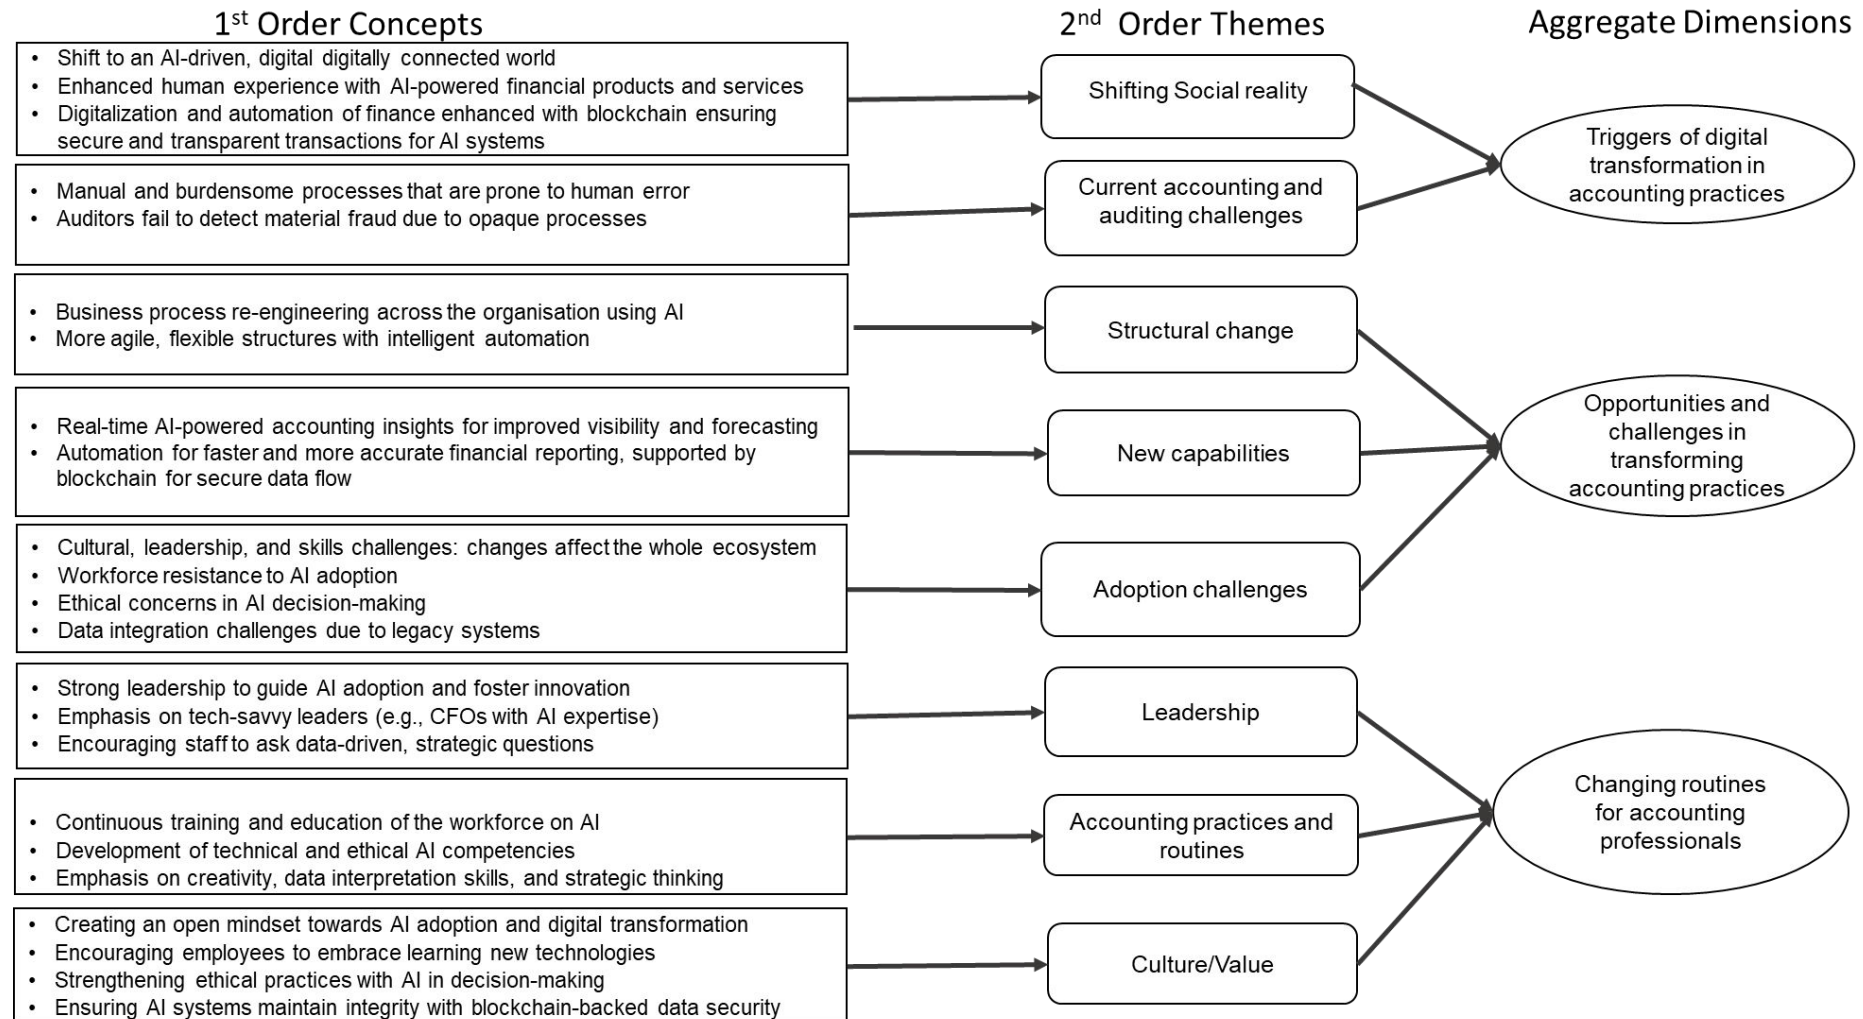 1st Order Concepts
2nd Order Themes
Aggregate Dimensions
• Shift to an AI-driven, digital digitally connected world
• Enhanced human experience with AI-powered financial products and services
• Digitalization and automation of finance enhanced with blockchain ensuring
secure and transparent transactions for AI systems
Shifting Social reality
• Manual and burdensome processes that are prone to human error
• Auditors fail to detect material fraud due to opaque processes
Current accounting and
auditing challenges
Triggers of digital
transformation in
accounting practices
• Business process re-engineering across the organisation using AI
• More agile, flexible structures with intelligent automation
Structural change
• Real-time AI-powered accounting insights for improved visibility and forecasting
• Automation for faster and more accurate financial reporting, supported by
blockchain for secure data flow
New capabilities
• Cultural, leadership, and skills challenges: changes affect the whole ecosystem
• Workforce resistance to AI adoption
• Ethical concerns in AI decision-making
• Data integration challenges due to legacy systems
Adoption challenges
Opportunities and
challenges in
transforming
accounting practices
• Strong leadership to guide AI adoption and foster innovation
• Emphasis on tech-savvy leaders (e.g., CFOs with AI expertise)
• Encouraging staff to ask data-driven, strategic questions
Leadership
• Continuous training and education of the workforce on AI
• Development of technical and ethical AI competencies
• Emphasis on creativity, data interpretation skills, and strategic thinking
Accounting practices and
routines
• Creating an open mindset towards AI adoption and digital transformation
• Encouraging employees to embrace learning new technologies
• Strengthening ethical practices with AI in decision-making
• Ensuring AI systems maintain integrity with blockchain-backed data security
Culture/Value
Changing routines
for accounting
professionals